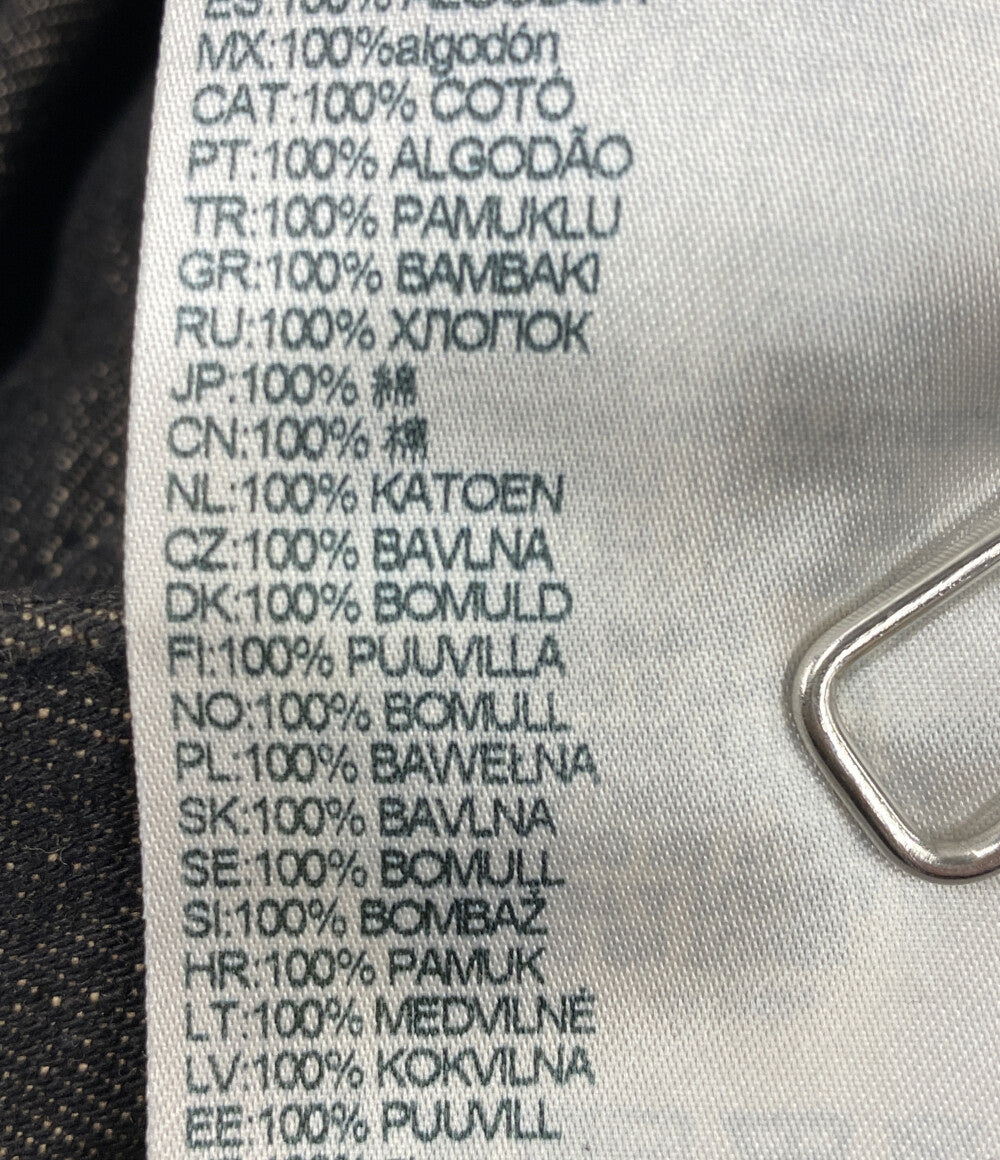 ES:100% ALGODÓN
MX:100%algodón
CAT:100% COTÓ
PT:100% ALGODÃO
TR:100% PAMUKLU
GR:100% BAMBAKI
RU:100% ХЛОПОК
JP:100% 綿
CN:100% 棉
NL:100% KATOEN
CZ:100% BAVLNA
DK:100% BOMULD
FI:100% PUUVILLA
NO:100% BOMULL
PL:100% BAWEŁNA
SK:100% BAVLNA
SE:100% BOMULL
SI:100% BOMBAŽ
HR:100% PAMUK
LT:100% MEDVILNĖ
LV:100% KOKVILNA
EE:100% PUUVILL